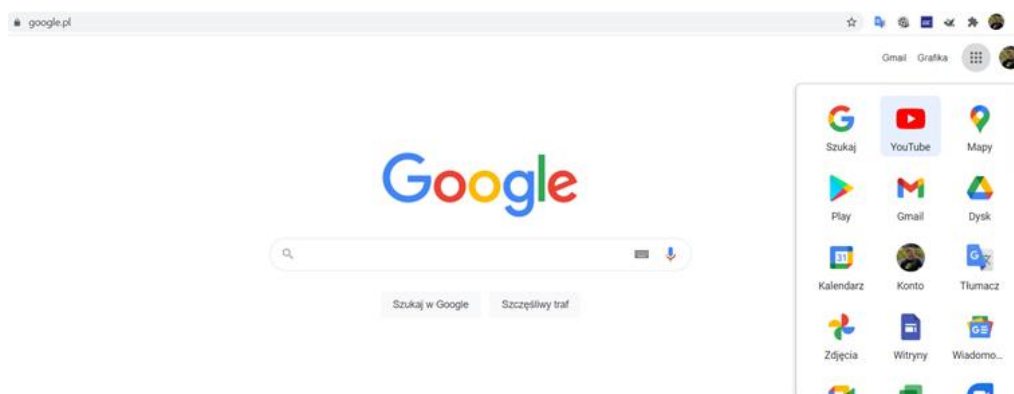 google.pl
Gmail Grafika
Google
Szukaj w Google Szczęśliwy traf
Szukaj YouTube Mapy
Play Gmail Dysk
31
Kalendarz Konto Tłumacz
Zdjęcia Witryny Wiadomo...